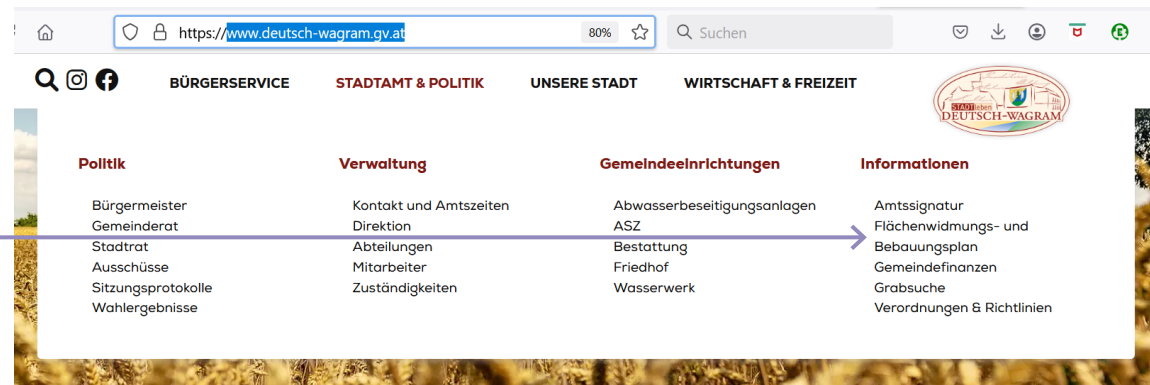 https://www.deutsch-wagram.gv.at
80%
Suchen
BÜRGERSERVICE
STADTAMT & POLITIK
UNSERE STADT
WIRTSCHAFT & FREIZEIT
STADTleben
DEUTSCH-WAGRAM
Politik
Bürgermeister
Gemeinderat
Stadtrat
Ausschüsse
Sitzungsprotokolle
Wahlergebnisse
Verwaltung
Kontakt und Amtszeiten
Direktion
Abteilungen
Mitarbeiter
Zuständigkeiten
Gemeindeeinrichtungen
Abwasserbeseitigungsanlagen
ASZ
Bestattung
Friedhof
Wasserwerk
Informationen
Amtssignatur
Flächenwidmungs- und
Bebauungsplan
Gemeindefinanzen
Grabsuche
Verordnungen & Richtlinien